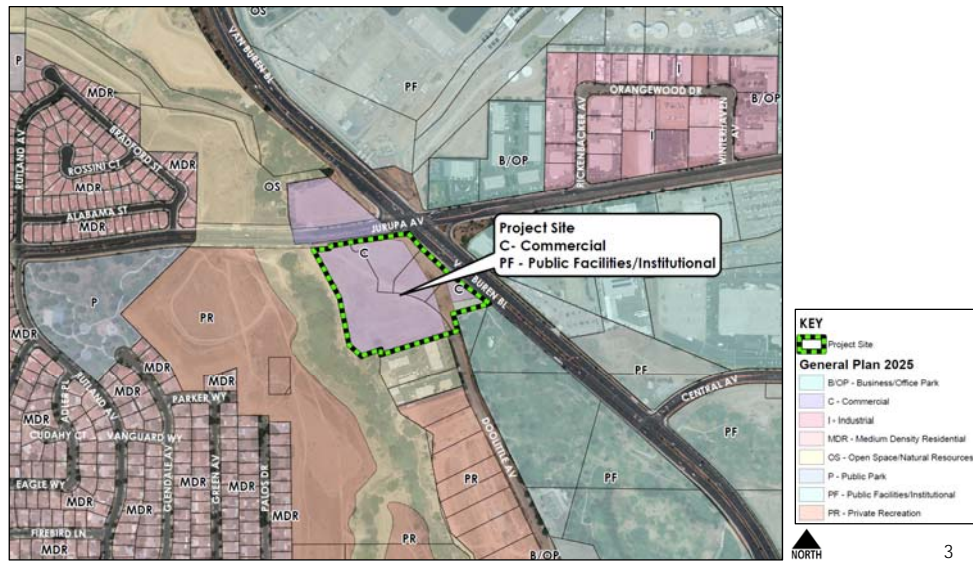 OS
P
VAN BUREN BL
MDR
PF
I
ORANGEWOOD DR
B/OP
RUTLAND AV
BRADFORD ST
ROSSINI CT
MDR
MDR
B/OP
RICKENBACKER AV
I
WINTERHAVEN AV
ALABAMA ST
MDR
OS
JURUPA AV
Project Site
C- Commercial
PF - Public Facilities/Institutional
C
C
BUREN BL
P
PR
MDR
PF
CENTRAL AV
PF
PF
ADLER PL
RUTLAND AV
MDR
PARKER WY
MDR
CUDAHY CT
VANGUARD WY
GLENDALE AV
GREEN AV
MDR
DOOLITTLE AV
PR
PF
EAGLE WY
MDR
MDR
PALOS DR
FIREBIRD LN
MDR
PR
B/OP
KEY
Project Site
General Plan 2025
B/OP - Business/Office Park
C - Commercial
I - Industrial
MDR - Medium Density Residential
OS - Open Space/Natural Resources
P - Public Park
PF - Public Facilities/Institutional
PR - Private Recreation
NORTH
3